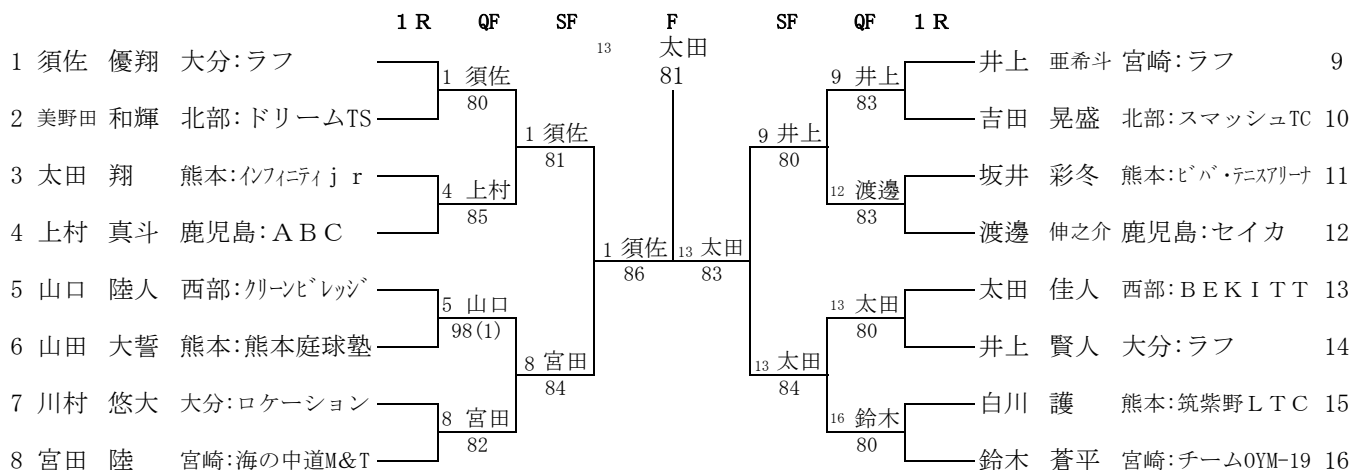 1R QF SF F SF QF 1R
13 太田
81
1 須佐 優翔 大分:ラフ
井上 亜希斗 宮崎:ラフ 9
1 須佐
80
9 井上
83
2 美野田 和輝 北部:ドリームTS
吉田 晃盛 北部:スマッシュTC 10
1 須佐
81
9 井上
80
3 太田 翔 熊本:インフィニティjr
坂井 彩冬 熊本:ビバ・テニスアリーナ 11
4 上村
85
12 渡邊
83
4 上村 真斗 鹿児島:ABC
渡邊 伸之介 鹿児島:セイカ 12
1 須佐
86
13 太田
83
5 山口 陸人 西部:グリーンビレッジ
太田 佳人 西部:BEKITT 13
5 山口
98(1)
13 太田
80
6 山田 大誓 熊本:熊本庭球塾
井上 賢人 大分:ラフ 14
8 宮田
84
13 太田
84
7 川村 悠大 大分:ロケーション
白川 護 熊本:筑紫野LTC 15
8 宮田
82
16 鈴木
80
8 宮田 陸 宮崎:海の中道M&T
鈴木 蒼平 宮崎:チームOYM-19 16